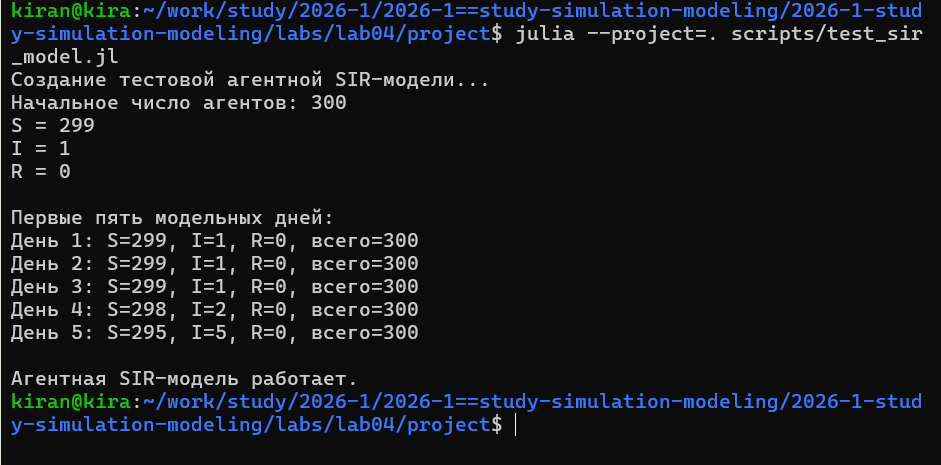 kiran@kira:~/work/study/2026-1/2026-1==study-simulation-modeling/2026-1-stud
y-simulation-modeling/labs/lab04/project$ julia --project=. scripts/test_sir
_model.jl
Создание тестовой агентной SIR-модели...
Начальное число агентов: 300
S = 299
I = 1
R = 0
Первые пять модельных дней:
День 1: S=299, I=1, R=0, всего=300
День 2: S=299, I=1, R=0, всего=300
День 3: S=299, I=1, R=0, всего=300
День 4: S=298, I=2, R=0, всего=300
День 5: S=295, I=5, R=0, всего=300
Агентная SIR-модель работает.
kiran@kira:~/work/study/2026-1/2026-1==study-simulation-modeling/2026-1-stud
y-simulation-modeling/labs/lab04/project$